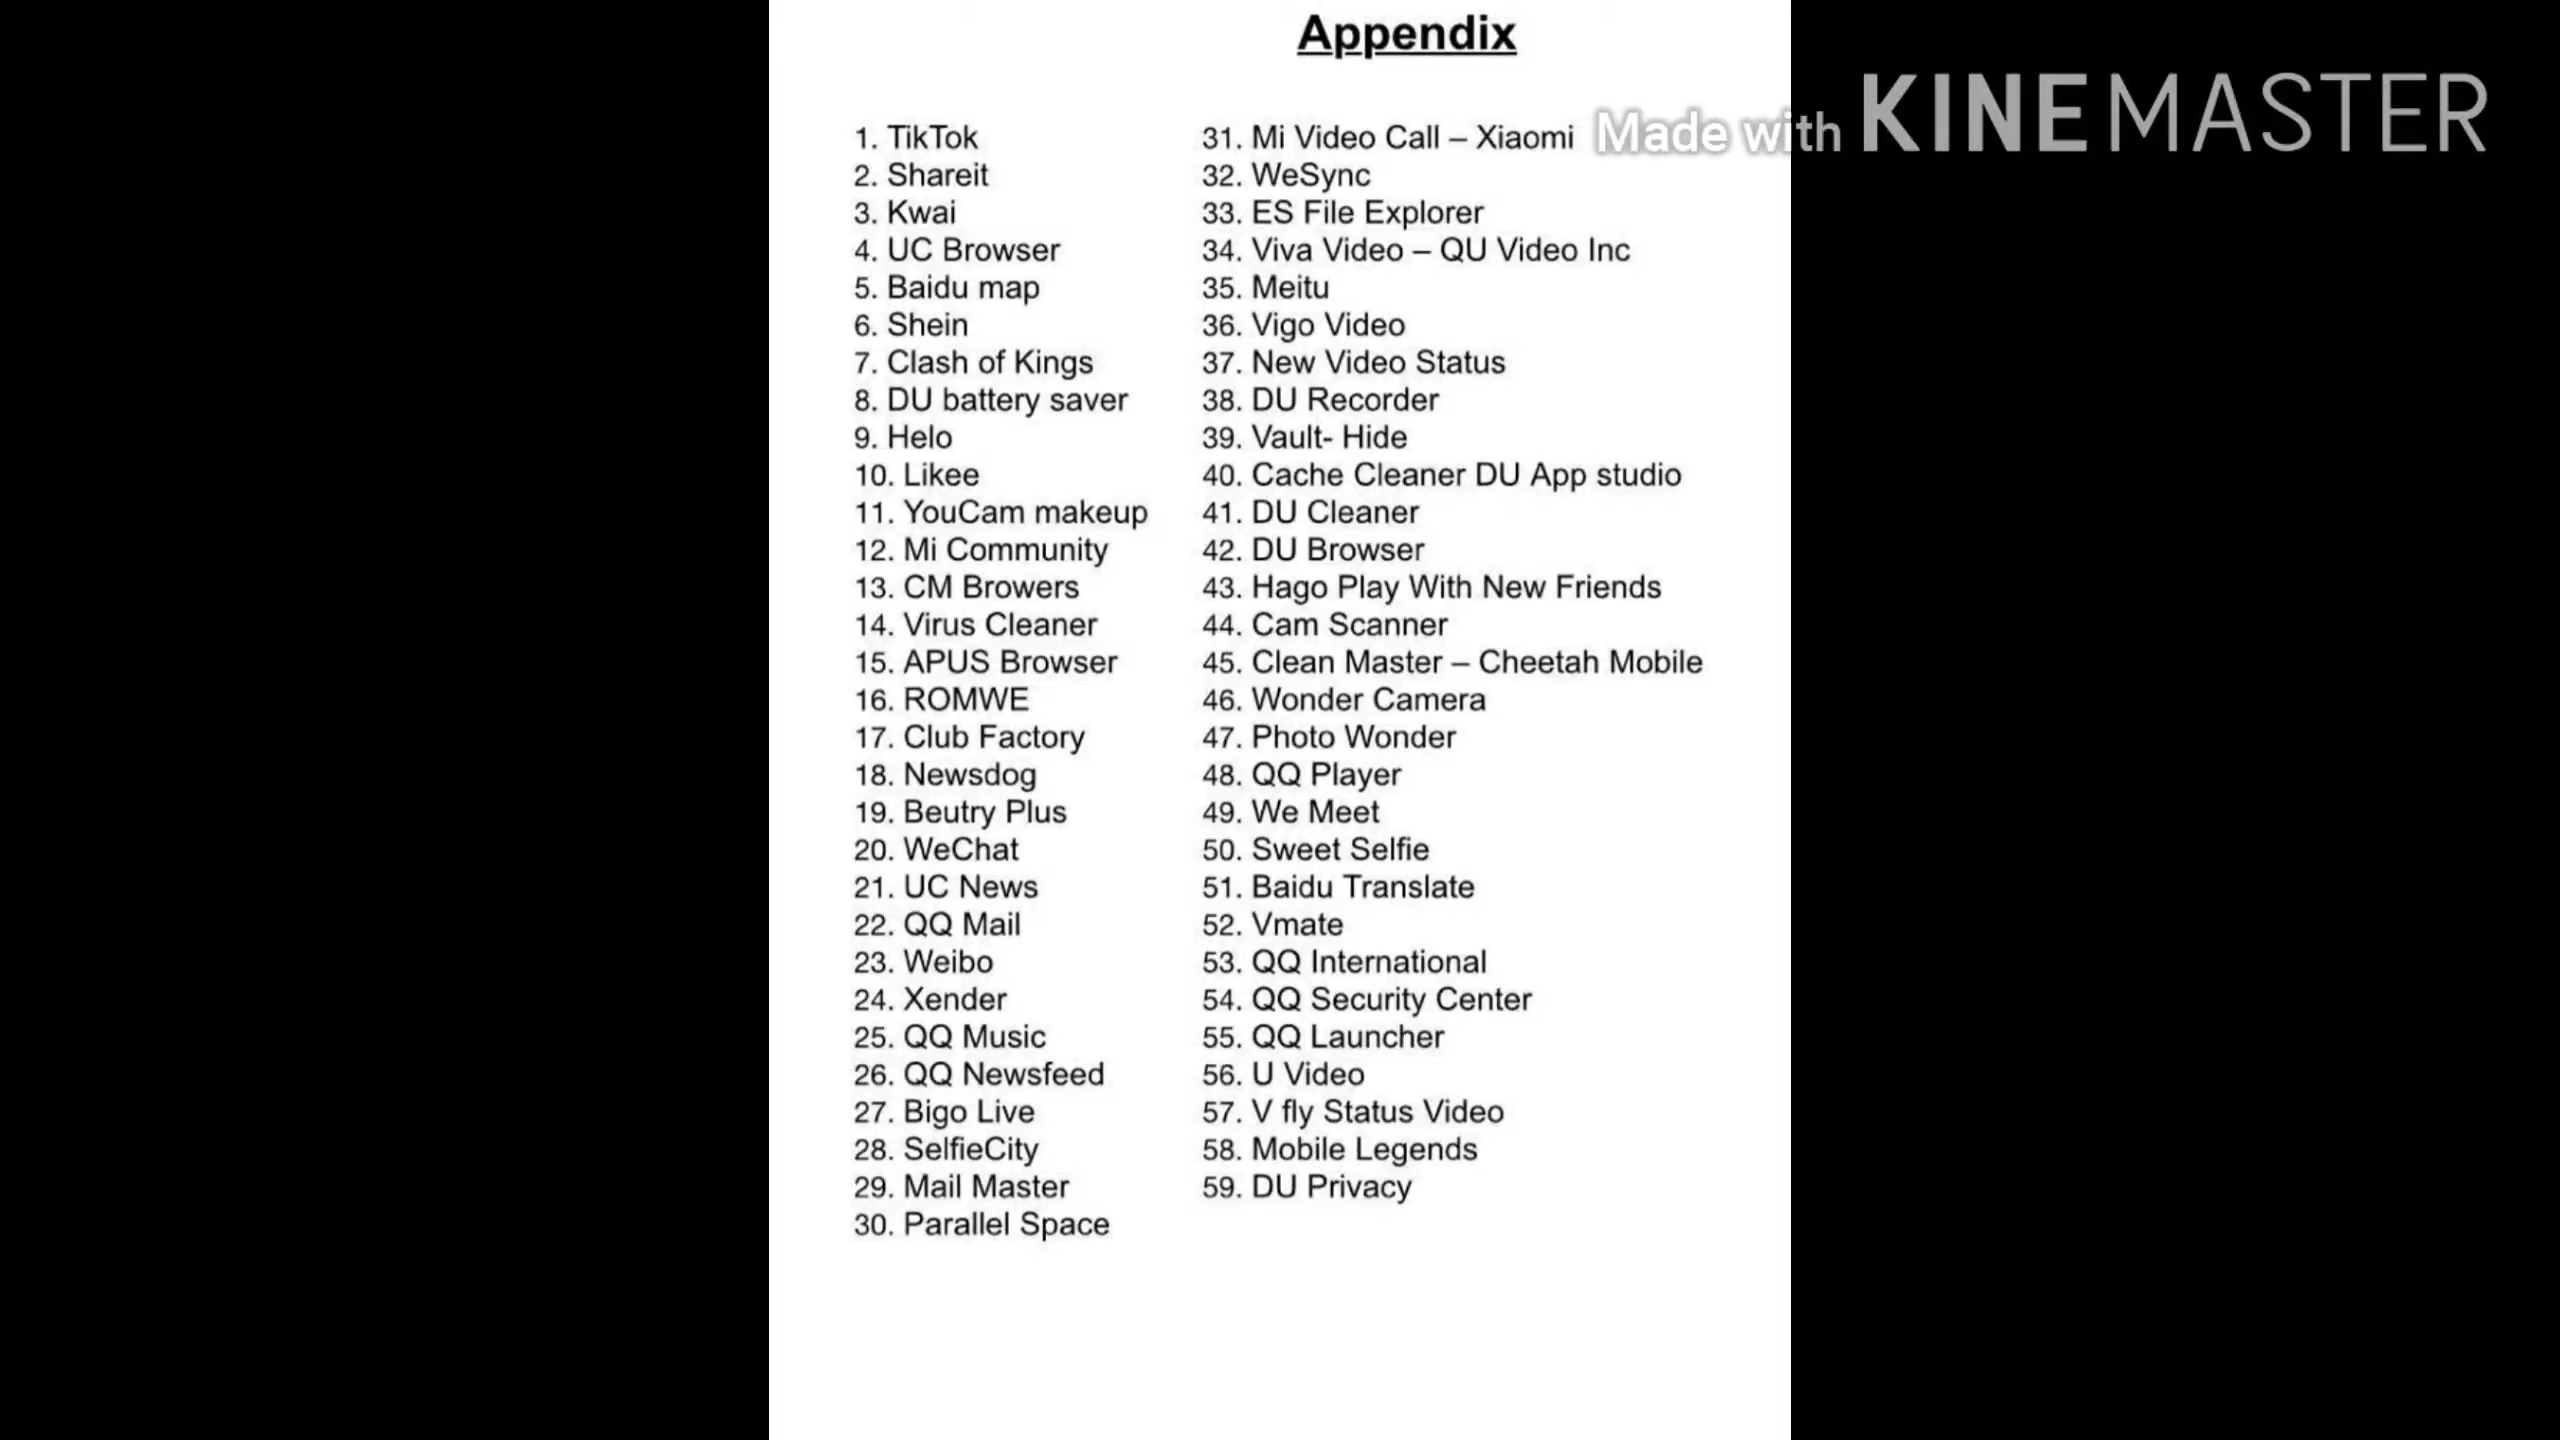 Appendix
Made with KINEMASTER
1. TikTok
2. Shareit
3. Kwai
4. UC Browser
5. Baidu map
6. Shein
7. Clash of Kings
8. DU battery saver
9. Helo
10. Likee
11. YouCam makeup
12. Mi Community
13. CM Browers
14. Virus Cleaner
15. APUS Browser
16. ROMWE
17. Club Factory
18. Newsdog
19. Beutry Plus
20. WeChat
21. UC News
22. QQ Mail
23. Weibo
24. Xender
25. QQ Music
26. QQ Newsfeed
27. Bigo Live
28. SelfieCity
29. Mail Master
30. Parallel Space
31. Mi Video Call – Xiaomi
32. WeSync
33. ES File Explorer
34. Viva Video – QU Video Inc
35. Meitu
36. Vigo Video
37. New Video Status
38. DU Recorder
39. Vault- Hide
40. Cache Cleaner DU App studio
41. DU Cleaner
42. DU Browser
43. Hago Play With New Friends
44. Cam Scanner
45. Clean Master – Cheetah Mobile
46. Wonder Camera
47. Photo Wonder
48. QQ Player
49. We Meet
50. Sweet Selfie
51. Baidu Translate
52. Vmate
53. QQ International
54. QQ Security Center
55. QQ Launcher
56. U Video
57. V fly Status Video
58. Mobile Legends
59. DU Privacy